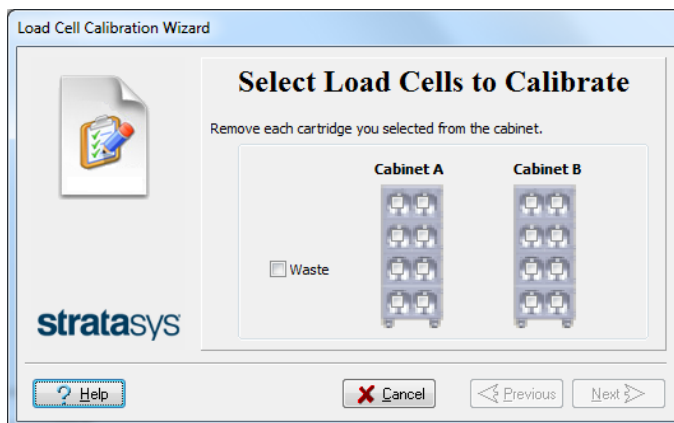 Load Cell Calibration Wizard
Select Load Cells to Calibrate
Remove each cartridge you selected from the cabinet.
Cabinet A
Cabinet B
Waste
stratasys
? Help
Cancel
Previous
Next